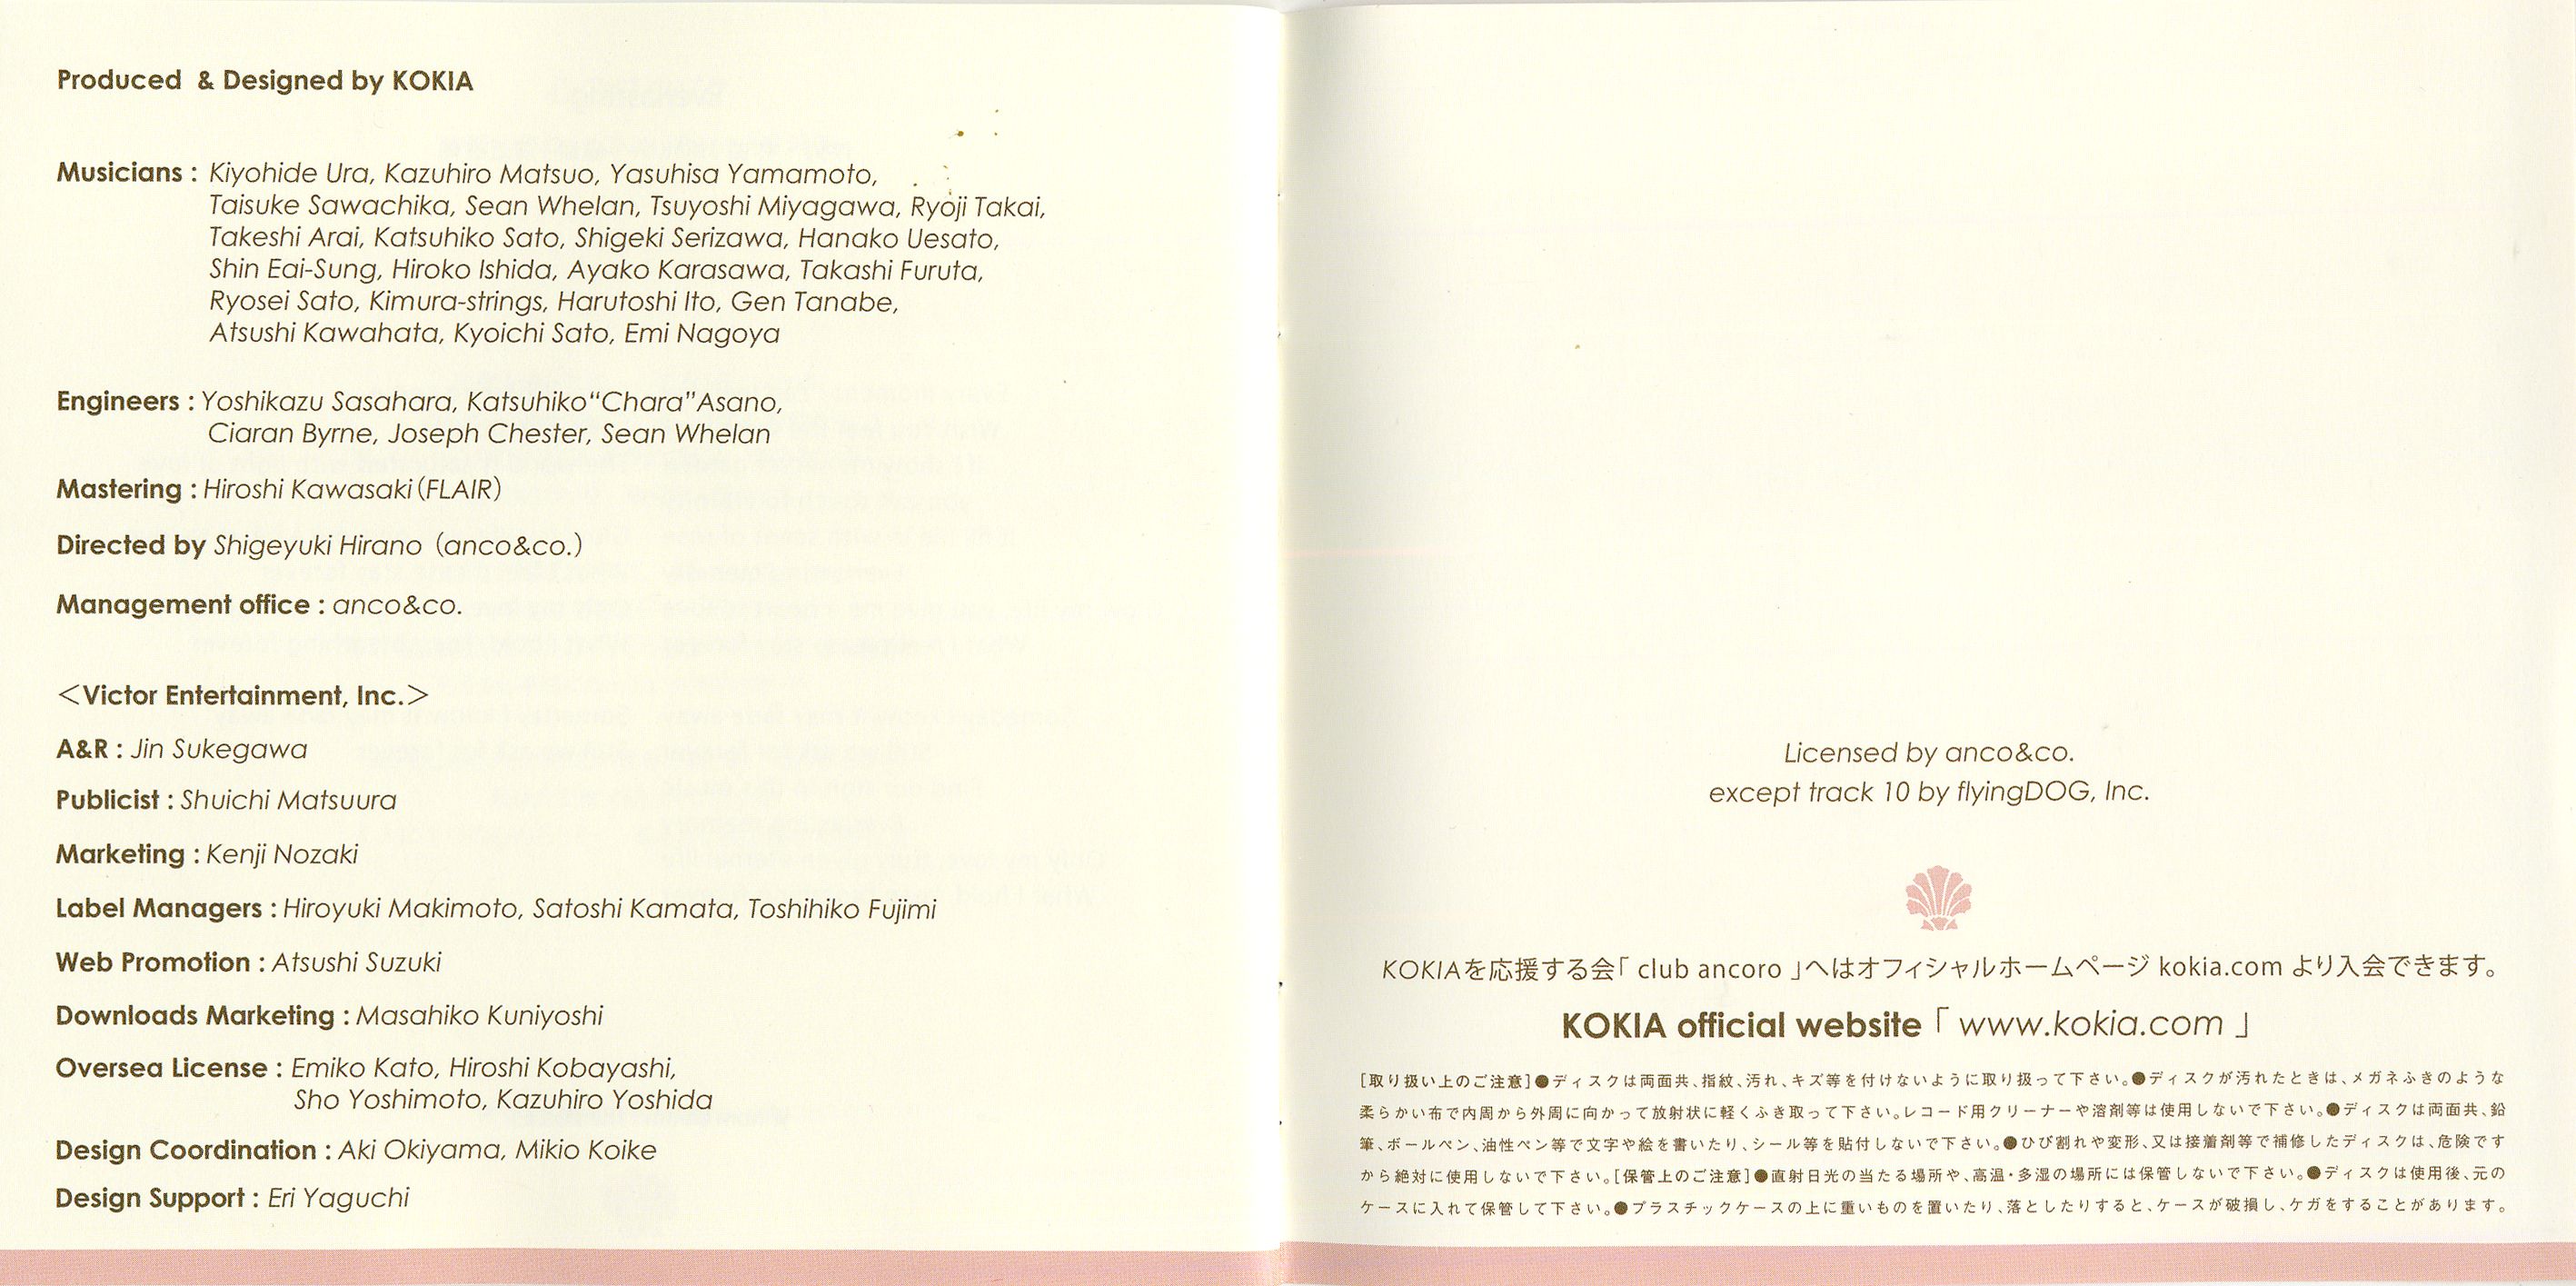 Produced & Designed by KOKIA
Musicians : Kiyohide Ura, Kazuhiro Matsuo, Yasuhisa Yamamoto,
Taisuke Sawachika, Sean Whelan, Tsuyoshi Miyagawa, Ryoji Takai,
Takeshi Arai, Katsuhiko Sato, Shigeki Serizawa, Hanako Uesato,
Shin Eai-Sung, Hiroko Ishida, Ayako Karasawa, Takashi Furuta,
Ryosei Sato, Kimura-strings, Harutoshi Ito, Gen Tanabe,
Atsushi Kawahata, Kyoichi Sato, Emi Nagoya
Engineers : Yoshikazu Sasahara, Katsuhiko“Chara”Asano,
Ciaran Byrne, Joseph Chester, Sean Whelan
Mastering : Hiroshi Kawasaki（FLAIR）
Directed by Shigeyuki Hirano（anco&co.）
Management office : anco&co.
＜Victor Entertainment, Inc.＞
A&R : Jin Sukegawa
Publicist : Shuichi Matsuura
Marketing : Kenji Nozaki
Label Managers : Hiroyuki Makimoto, Satoshi Kamata, Toshihiko Fujimi
Web Promotion : Atsushi Suzuki
Downloads Marketing : Masahiko Kuniyoshi
Oversea License : Emiko Kato, Hiroshi Kobayashi,
Sho Yoshimoto, Kazuhiro Yoshida
Design Coordination : Aki Okiyama, Mikio Koike
Design Support : Eri Yaguchi
Licensed by anco&co.
except track 10 by flyingDOG, Inc.
KOKIAを応援する会「 club ancoro 」へはオフィシャルホームページ kokia.com より入会できます。
KOKIA official website「 www.kokia.com 」
[取り扱い上のご注意]●ディスクは両面共、指紋、汚れ、キズ等を付けないように取り扱って下さい。●ディスクが汚れたときは、メガネふきのような
柔らかい布で内周から外周に向かって放射状に軽くふき取って下さい。レコード用クリーナーや溶剤等は使用しないで下さい。●ディスクは両面共、鉛
筆、ボールペン、油性ペン等で文字や絵を書いたり、シール等を貼付しないで下さい。●ひび割れや変形、又は接着剤等で補修したディスクは、危険です
から絶対に使用しないで下さい。[保管上のご注意]●直射日光の当たる場所や、高温・多湿の場所には保管しないで下さい。●ディスクは使用後、元の
ケースに入れて保管して下さい。●プラスチックケースの上に重いものを置いたり、落としたりすると、ケースが破損し、ケガをすることがあります。